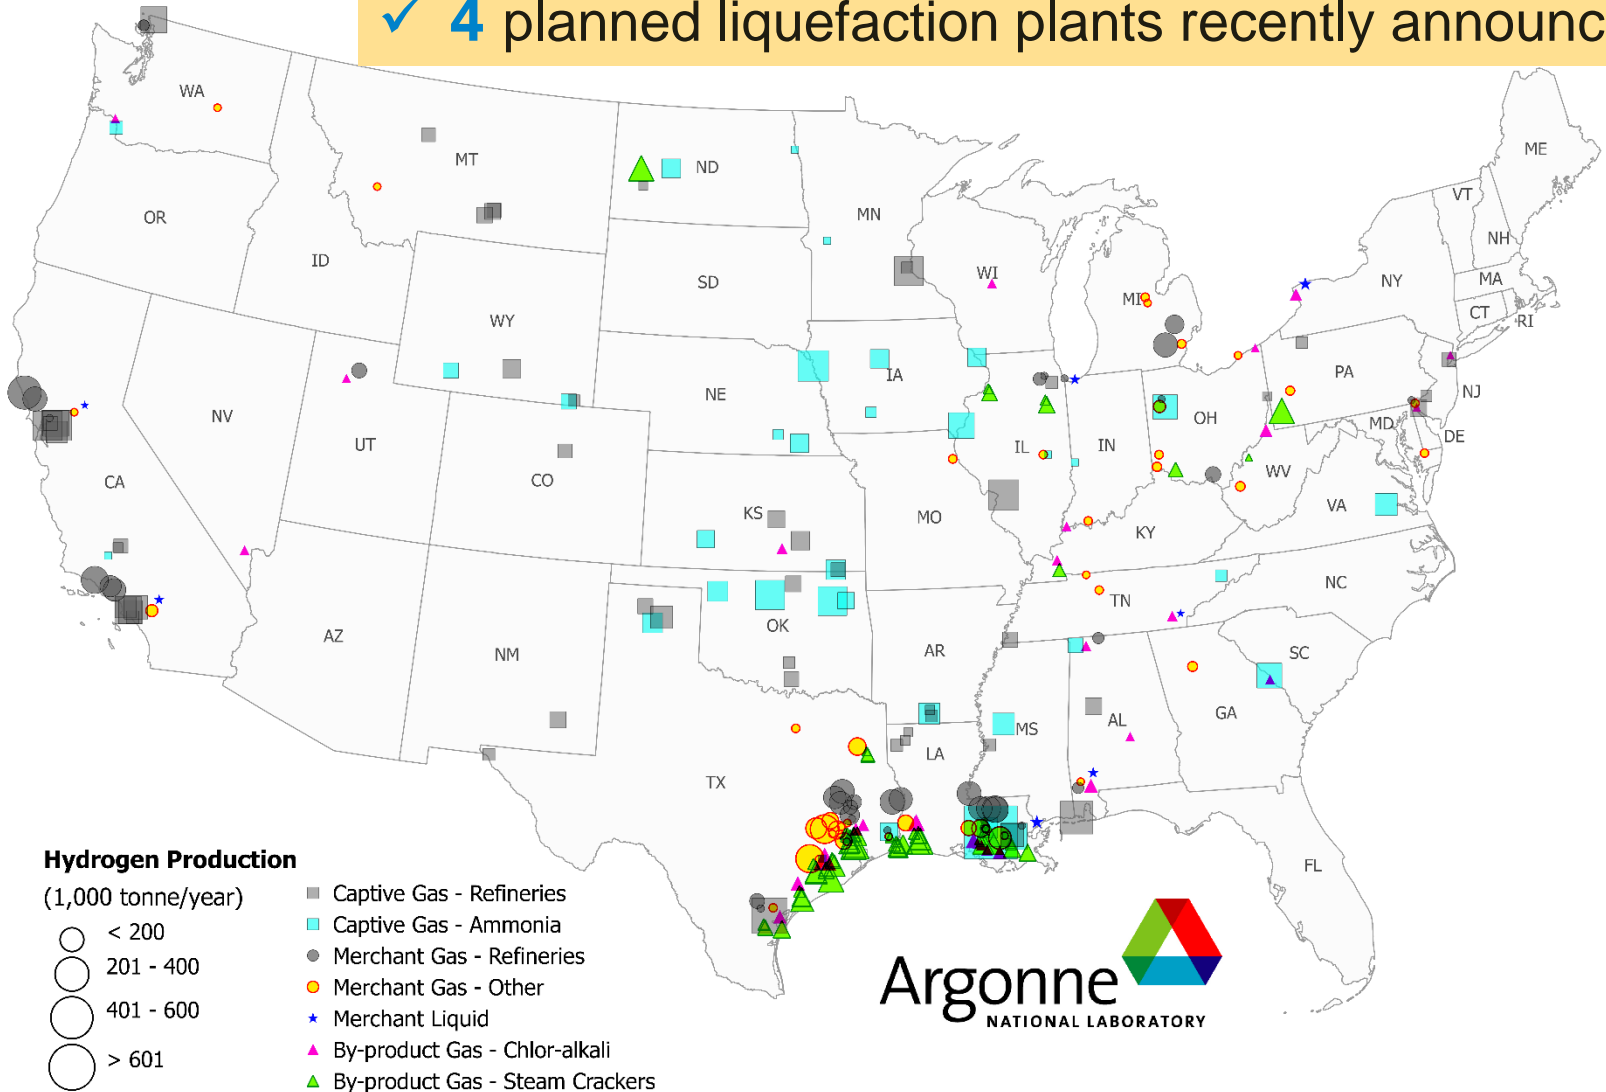 ✓ 4 planned liquefaction plants recently announc
WA
MT
ND
MN
ME
VT
NH
OR
ID
SD
WI
MI
NY
MA
CT
RI
WY
NE
IA
PA
NJ
NV
UT
CO
IL
IN
OH
MD
DE
WV
CA
KS
MO
KY
VA
AZ
NM
OK
AR
TN
NC
SC
TX
LA
MS
AL
GA
FL
Hydrogen Production
(1,000 tonne/year)
< 200
201 - 400
401 - 600
> 601
Captive Gas - Refineries
Captive Gas - Ammonia
Merchant Gas - Refineries
Merchant Gas - Other
Merchant Liquid
By-product Gas - Chlor-alkali
By-product Gas - Steam Crackers
Argonne
NATIONAL LABORATORY